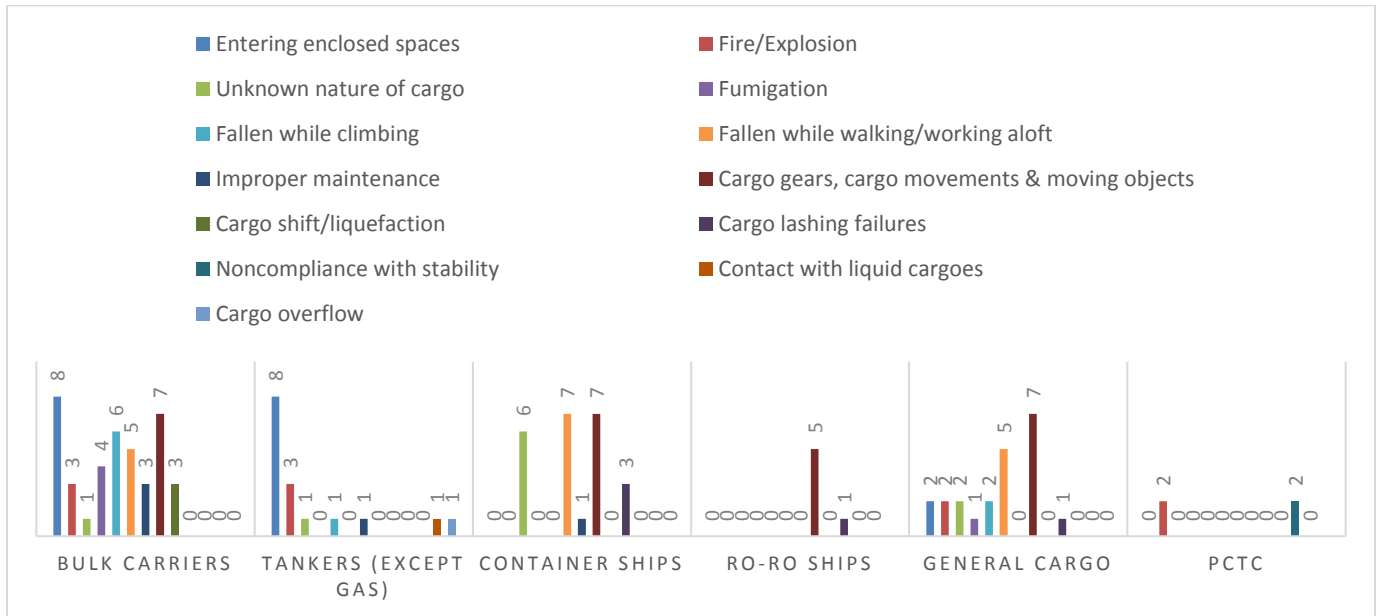 Entering enclosed spaces
Fire/Explosion
Unknown nature of cargo
Fumigation
Fallen while climbing
Fallen while walking/working aloft
Improper maintenance
Cargo gears, cargo movements & moving objects
Cargo shift/liquefaction
Cargo lashing failures
Noncompliance with stability
Contact with liquid cargoes
Cargo overflow
8 3 1 4 6 5 3 7 3 0 0 0 0
8 3 1 0 1 0 1 0 0 0 0 1 1
0 0 6 0 0 7 1 7 0 3 0 0 0
0 0 0 0 0 0 0 5 0 1 0 0
2 2 2 1 2 5 0 7 0 1 0 0 0
0 2 0 0 0 0 0 0 0 0 2 0
BULK CARRIERS
TANKERS (EXCEPT
GAS)
CONTAINER SHIPS
RO-RO SHIPS
GENERAL CARGO
PCTC